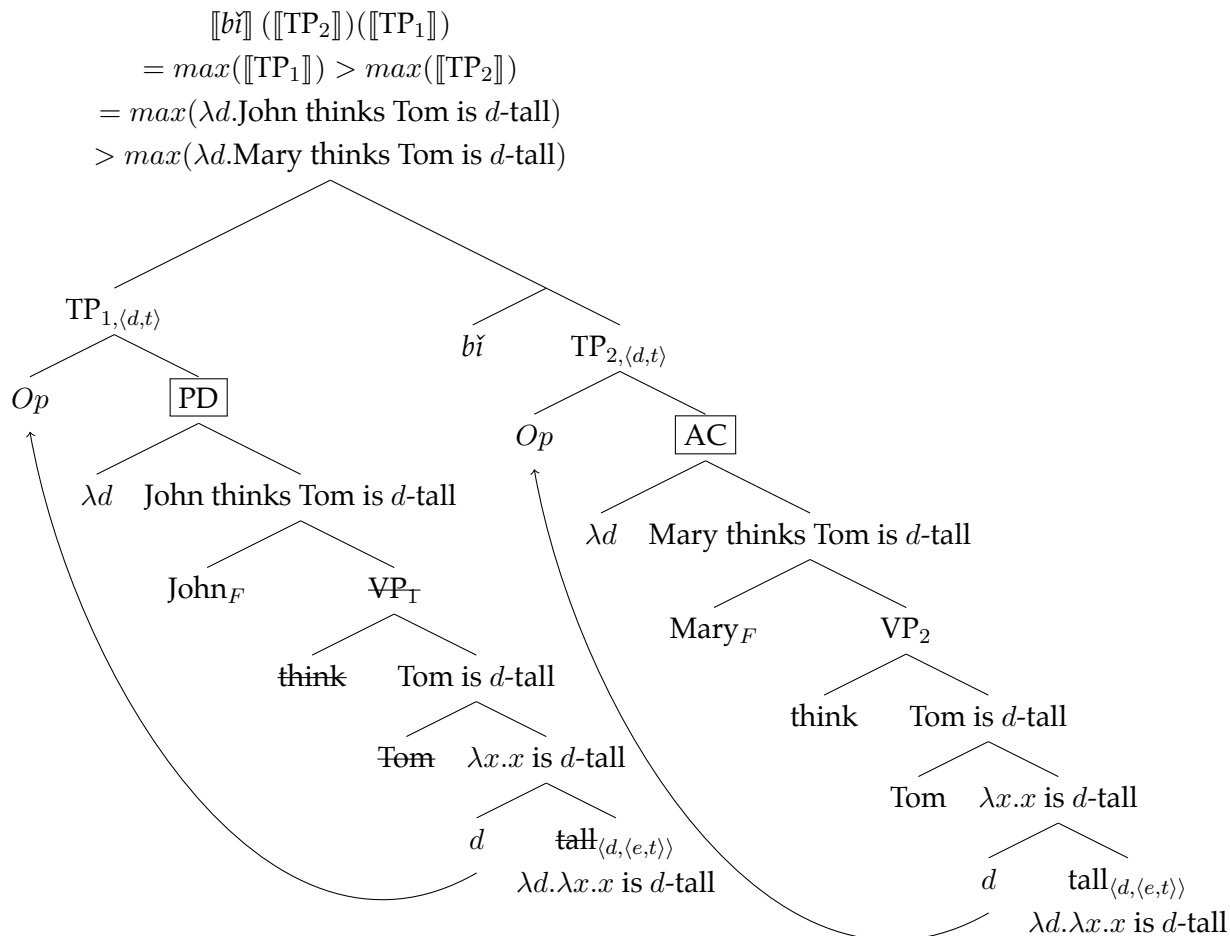 ⟦bǐ⟧ (⟦TP₂⟧)(⟦TP₁⟧)
= max(⟦TP₁⟧) > max(⟦TP₂⟧)
= max(λd.John thinks Tom is d-tall)
> max(λd.Mary thinks Tom is d-tall)
TP₁,⟨d,t⟩
bǐ TP₂,⟨d,t⟩
Op PD
Op AC
λd John thinks Tom is d-tall
λd Mary thinks Tom is d-tall
John_F VP₁
Mary_F VP₂
think Tom is d-tall
think Tom is d-tall
Tom λx.x is d-tall
Tom λx.x is d-tall
d tall⟨d,⟨e,t⟩⟩
λd.λx.x is d-tall
d tall⟨d,⟨e,t⟩⟩
λd.λx.x is d-tall